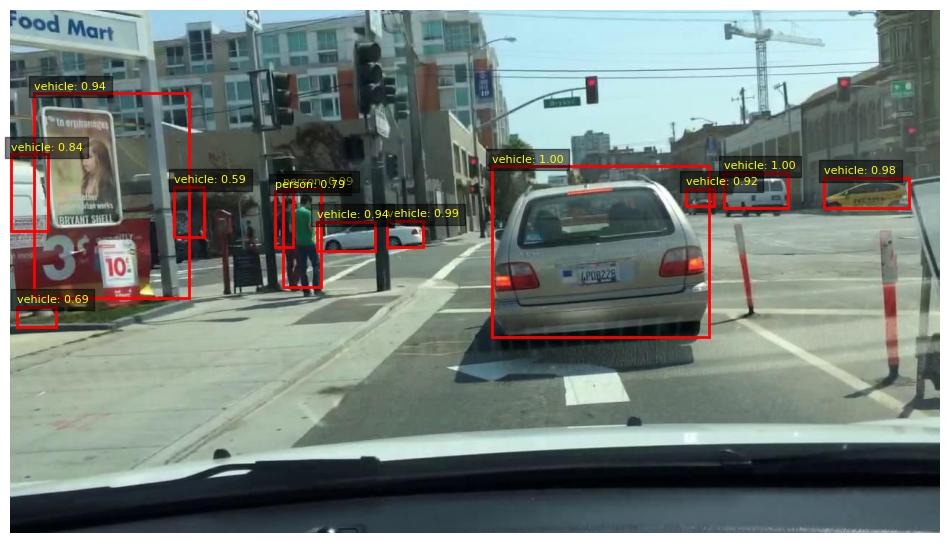 Food Mart
vehicle: 0.94
to orphanages
vehicle: 0.84
BRYANT SHELL
3
10
vehicle: 0.69
vehicle: 0.59
person: 0.79
vehicle: 0.94
vehicle: 0.99
Bryant
vehicle: 1.00
vehicle: 0.92
vehicle: 1.00
vehicle: 0.98